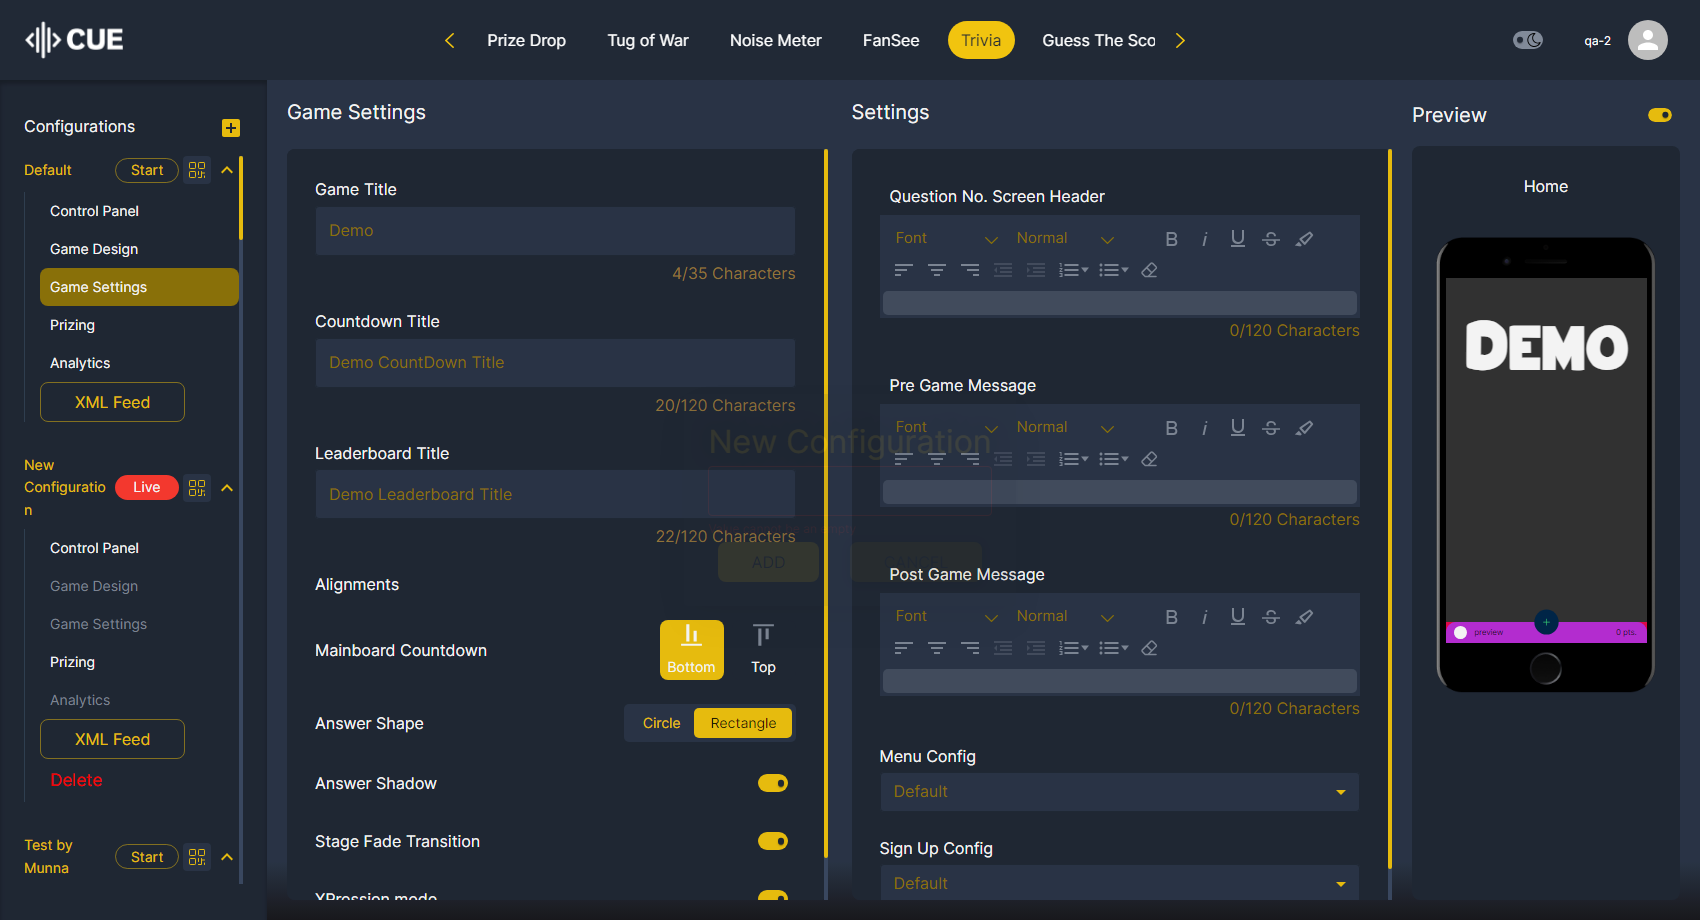 CUE
Prize Drop
Tug of War
Noise Meter
FanSee
Trivia
Guess The Sco
qa-2
Configurations
Default
Start
Control Panel
Game Design
Game Settings
Prizing
Analytics
XML Feed
New
Configuratio
n
Live
Control Panel
Game Design
Game Settings
Prizing
Analytics
XML Feed
Delete
Test by
Munna
Start
Game Settings
Game Title
Demo
4/35 Characters
Countdown Title
Demo CountDown Title
20/120 Characters
Leaderboard Title
Demo Leaderboard Title
22/120 Characters
Alignments
Mainboard Countdown
Bottom
Top
Answer Shape
Circle
Rectangle
Answer Shadow
Stage Fade Transition
XPression mode
New Configuration
ADD
CANCEL
Settings
Question No. Screen Header
Font
Normal
0/120 Characters
Pre Game Message
Font
Normal
0/120 Characters
Post Game Message
Font
Normal
0/120 Characters
Menu Config
Default
Sign Up Config
Default
Preview
Home
DEMO
preview
0 pts.